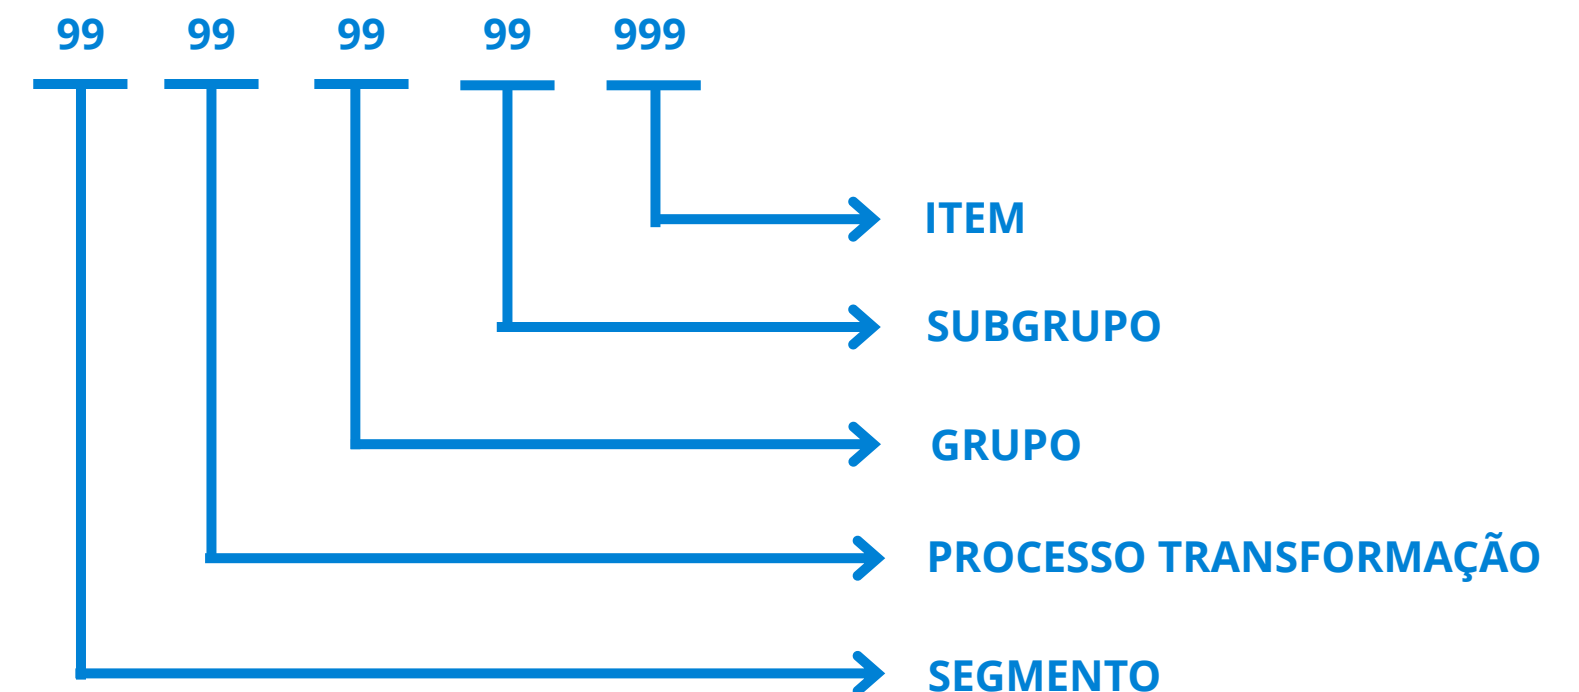 99 99 99 99 999
ITEM
SUBGRUPO
GRUPO
PROCESSO TRANSFORMAÇÃO
SEGMENTO